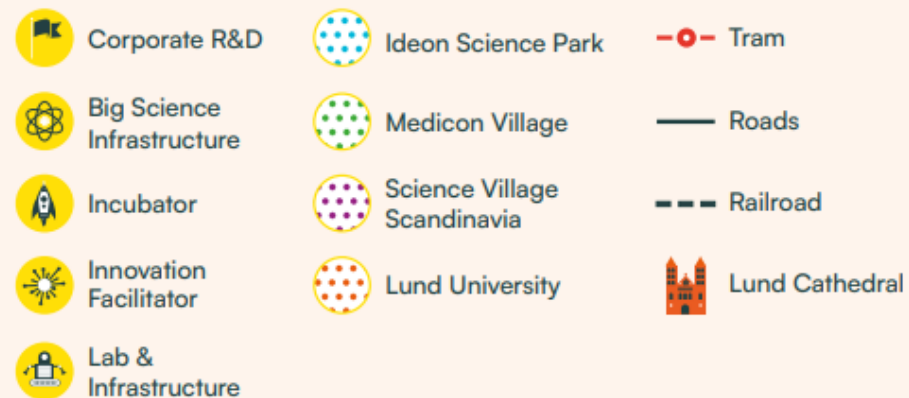 Corporate R&D
Big Science
Infrastructure
Incubator
Innovation
Facilitator
Lab &
Infrastructure
Ideon Science Park
Medicon Village
Science Village
Scandinavia
Lund University
Tram
Roads
Railroad
Lund Cathedral